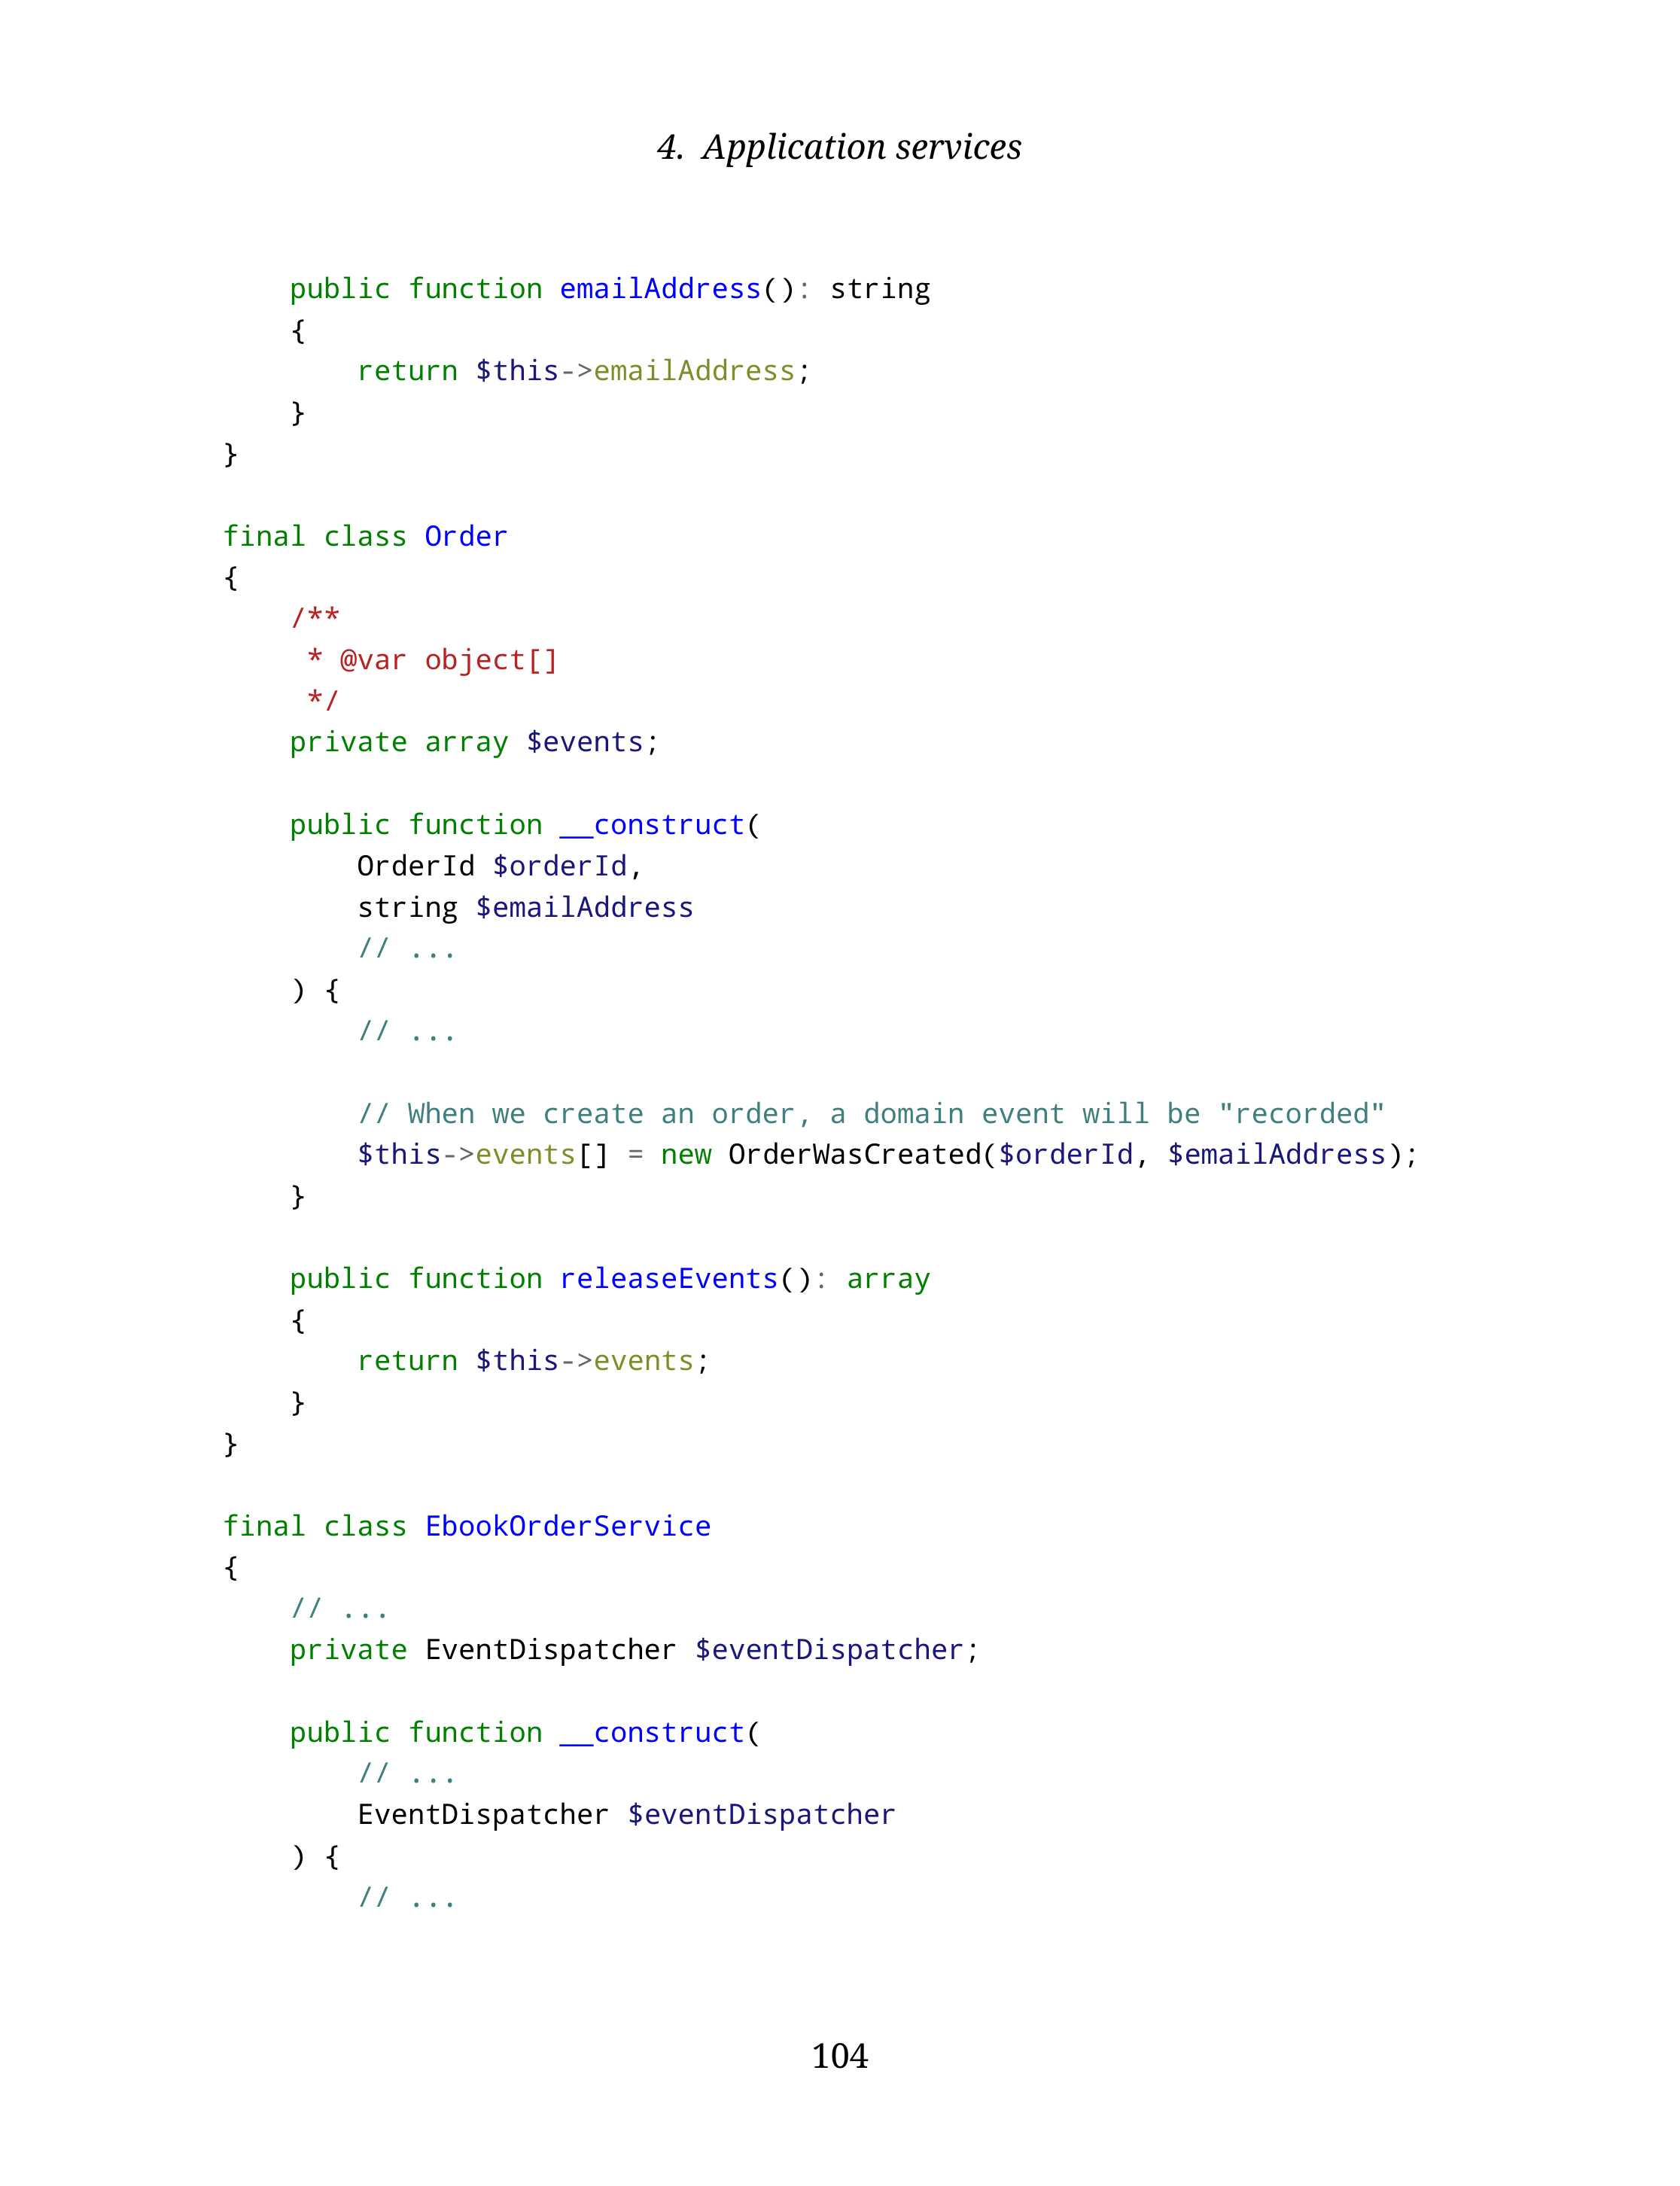 4. Application services
    public function emailAddress(): string
    {
        return $this->emailAddress;
    }
}
final class Order
{
    /**
     * @var object[]
     */
    private array $events;
    public function __construct(
        OrderId $orderId,
        string $emailAddress
        // ...
    ) {
        // ...
        // When we create an order, a domain event will be "recorded"
        $this->events[] = new OrderWasCreated($orderId, $emailAddress);
    }
    public function releaseEvents(): array
    {
        return $this->events;
    }
}
final class EbookOrderService
{
    // ...
    private EventDispatcher $eventDispatcher;
    public function __construct(
        // ...
        EventDispatcher $eventDispatcher
    ) {
        // ...
104